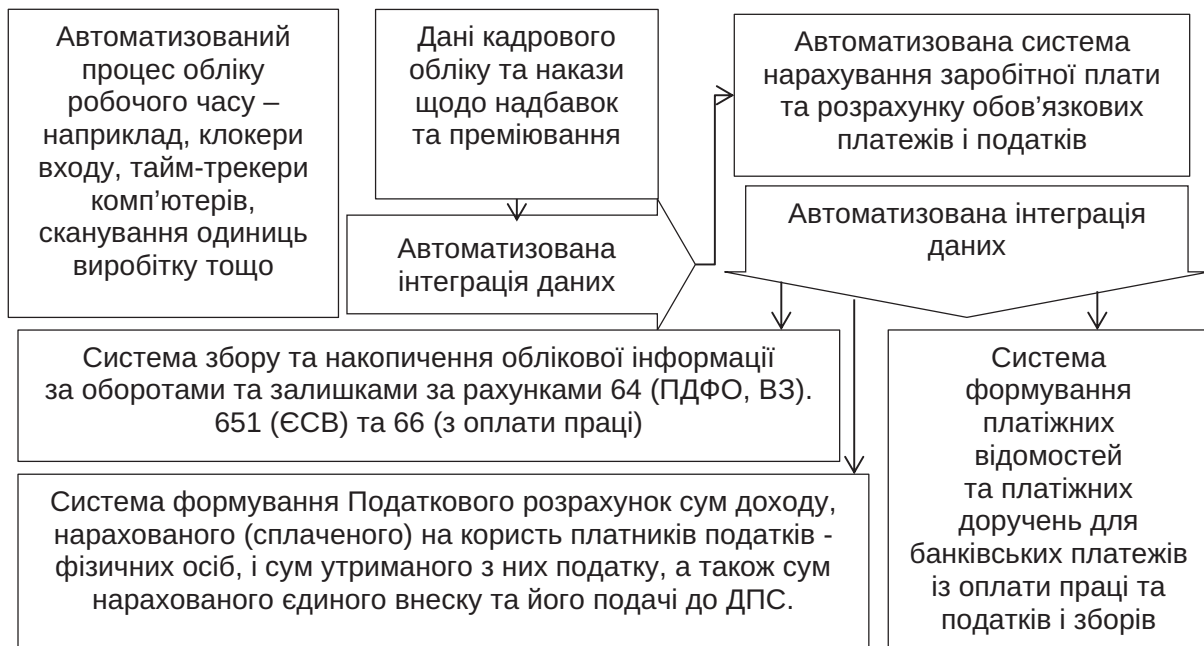 Автоматизований
процес обліку
робочого часу –
наприклад, клокери
входу, тайм-трекери
комп’ютерів,
сканування одиниць
виробітку тощо
Дані кадрового
обліку та накази
щодо надбавок
та преміювання
Автоматизована
інтеграція даних
Автоматизована система
нарахування заробітної плати
та розрахунку обов’язкових
платежів і податків
Автоматизована інтеграція
даних
Система збору та накопичення облікової інформації
за оборотами та залишками за рахунками 64 (ПДФО, ВЗ).
651 (ЄСВ) та 66 (з оплати праці)
Система формування Податкового розрахунок сум доходу,
нарахованого (сплаченого) на користь платників податків -
фізичних осіб, і сум утриманого з них податку, а також сум
нарахованого єдиного внеску та його подачі до ДПС.
Система
формування
платіжних
відомостей
та платіжних
доручень для
банківських платежів
із оплати праці та
податків і зборів